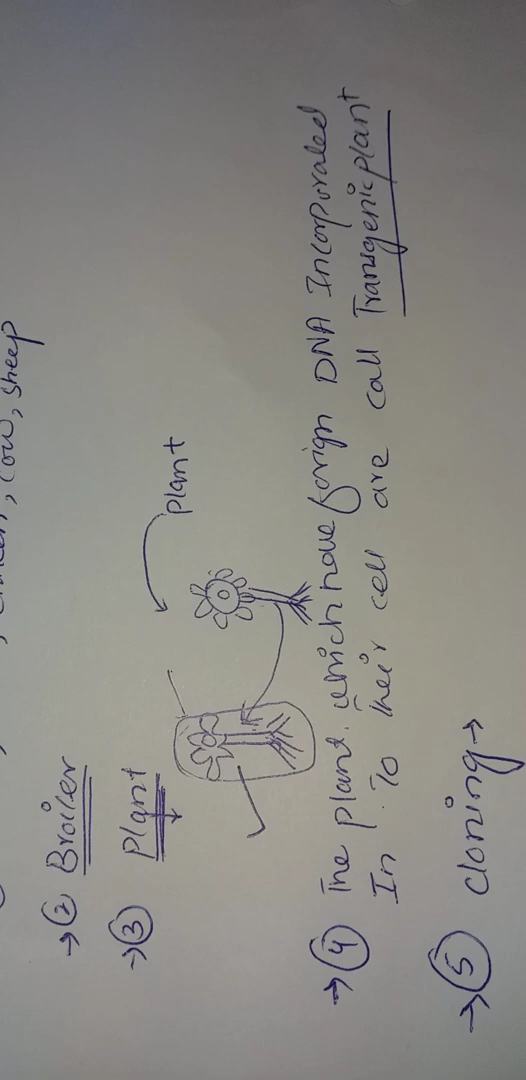 , cow, sheep
→ ② Broiler
→ ③ Plant
plant
→ ④ The plant. which have forign DNA Incorporated
In. To their cell are call Transgenic plant
→ ⑤ cloning →